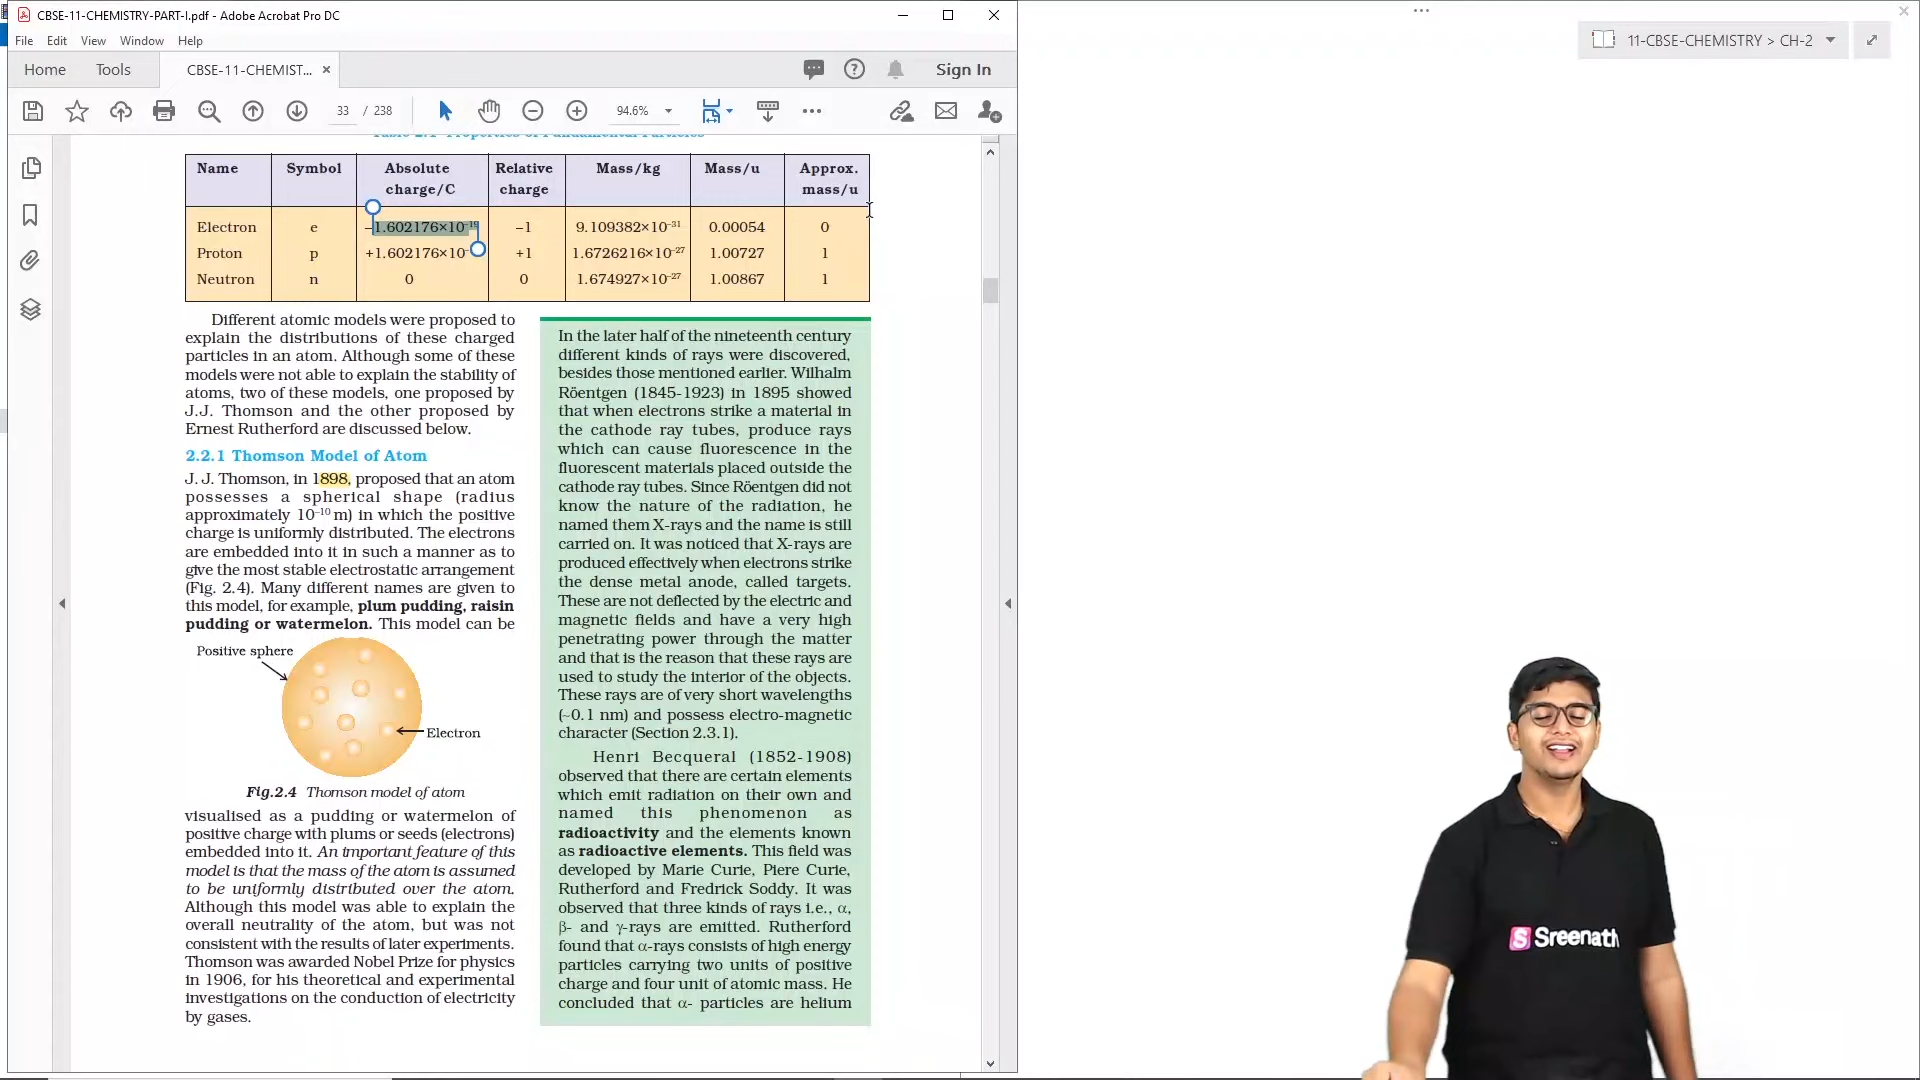 CBSE-11-CHEMISTRY-PART-I.pdf - Adobe Acrobat Pro DC
File Edit View Window Help
Home Tools CBSE-11-CHEMIST... × Sign In
33 / 238 94.6%
11-CBSE-CHEMISTRY > CH-2
Table 2.1 Properties of Fundamental Particles
Name Symbol Absolute charge/C Relative charge Mass/kg Mass/u Approx. mass/u
Electron e –1.602176×10⁻¹⁹ –1 9.109382×10⁻³¹ 0.00054 0
Proton p +1.602176×10⁻ +1 1.6726216×10⁻²⁷ 1.00727 1
Neutron n 0 0 1.674927×10⁻²⁷ 1.00867 1
Different atomic models were proposed to
explain the distributions of these charged
particles in an atom. Although some of these
models were not able to explain the stability of
atoms, two of these models, one proposed by
J.J. Thomson and the other proposed by
Ernest Rutherford are discussed below.
2.2.1 Thomson Model of Atom
J. J. Thomson, in 1898, proposed that an atom
possesses a spherical shape (radius
approximately 10⁻¹⁰ m) in which the positive
charge is uniformly distributed. The electrons
are embedded into it in such a manner as to
give the most stable electrostatic arrangement
(Fig. 2.4). Many different names are given to
this model, for example, plum pudding, raisin
pudding or watermelon. This model can be
Positive sphere
Electron
Fig.2.4 Thomson model of atom
visualised as a pudding or watermelon of
positive charge with plums or seeds (electrons)
embedded into it. An important feature of this
model is that the mass of the atom is assumed
to be uniformly distributed over the atom.
Although this model was able to explain the
overall neutrality of the atom, but was not
consistent with the results of later experiments.
Thomson was awarded Nobel Prize for physics
in 1906, for his theoretical and experimental
investigations on the conduction of electricity
by gases.
In the later half of the nineteenth century
different kinds of rays were discovered,
besides those mentioned earlier. Wilhalm
Röentgen (1845-1923) in 1895 showed
that when electrons strike a material in
the cathode ray tubes, produce rays
which can cause fluorescence in the
fluorescent materials placed outside the
cathode ray tubes. Since Röentgen did not
know the nature of the radiation, he
named them X-rays and the name is still
carried on. It was noticed that X-rays are
produced effectively when electrons strike
the dense metal anode, called targets.
These are not deflected by the electric and
magnetic fields and have a very high
penetrating power through the matter
and that is the reason that these rays are
used to study the interior of the objects.
These rays are of very short wavelengths
(~0.1 nm) and possess electro-magnetic
character (Section 2.3.1).
Henri Becqueral (1852-1908)
observed that there are certain elements
which emit radiation on their own and
named this phenomenon as
radioactivity and the elements known
as radioactive elements. This field was
developed by Marie Curie, Piere Curie,
Rutherford and Fredrick Soddy. It was
observed that three kinds of rays i.e., α,
β- and γ-rays are emitted. Rutherford
found that α-rays consists of high energy
particles carrying two units of positive
charge and four unit of atomic mass. He
concluded that α- particles are helium
S Sreenath